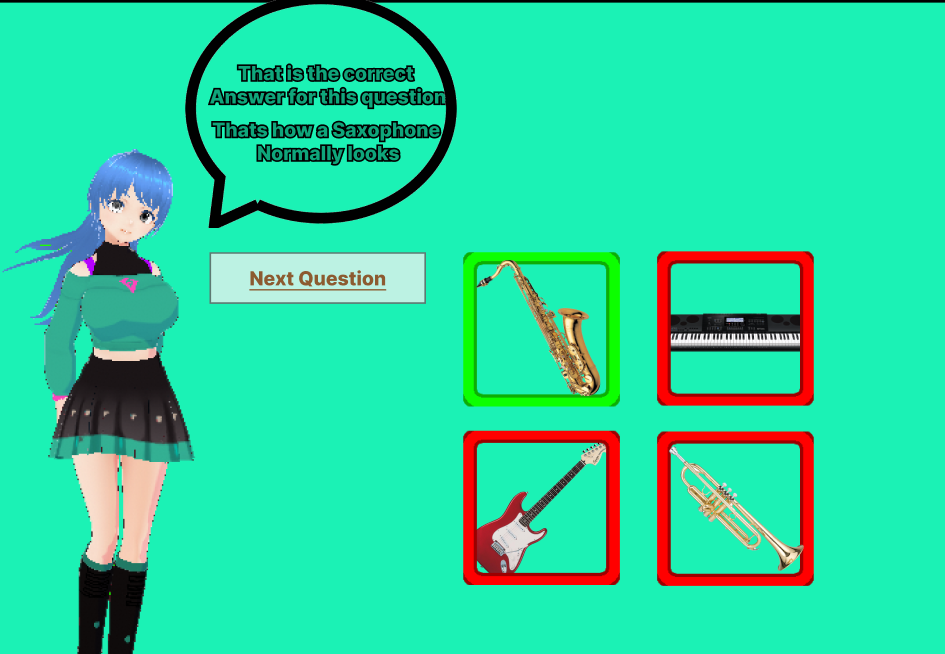 That is the correct
Answer for this question
Thats how a Saxophone
Normally looks
Next Question